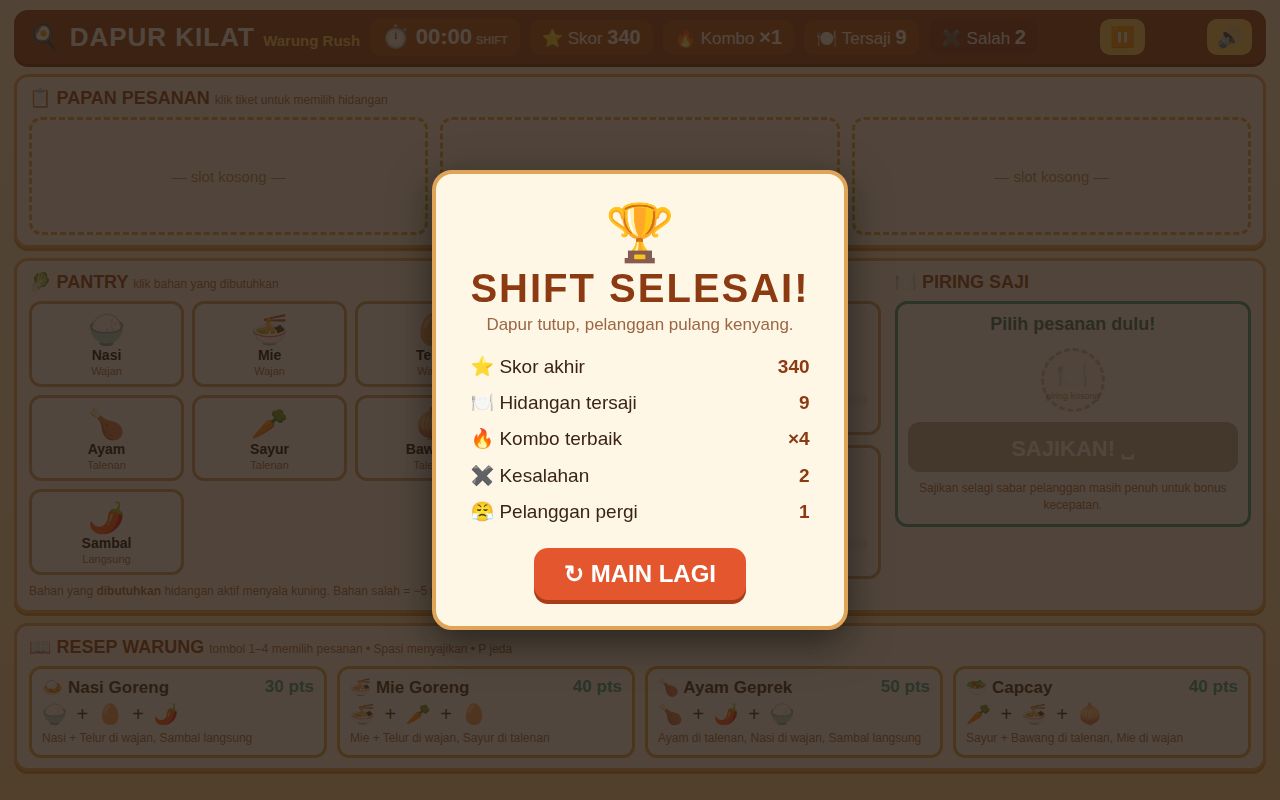 DAPUR KILAT Warung Rush 00:00 SHIFT Skor 340 Kombo ×1 Tersaji 9 Salah 2
PAPAN PESANAN klik tiket untuk memilih hidangan
— slot kosong — — slot kosong —
SHIFT SELESAI!
Dapur tutup, pelanggan pulang kenyang.
Skor akhir 340
Hidangan tersaji 9
Kombo terbaik ×4
Kesalahan 2
Pelanggan pergi 1
↻ MAIN LAGI
PANTRY klik bahan yang dibutuhkan
Nasi
Wajan
Mie
Wajan
Ayam
Talenan
Sayur
Talenan
Sambal
Langsung
Bahan yang dibutuhkan hidangan aktif menyala kuning. Bahan salah = −5
PIRING SAJI
Pilih pesanan dulu!
piring kosong
SAJIKAN! ␣
Sajikan selagi sabar pelanggan masih penuh untuk bonus
kecepatan.
RESEP WARUNG tombol 1–4 memilih pesanan • Spasi menyajikan • P jeda
Nasi Goreng 30 pts
+ +
Nasi + Telur di wajan, Sambal langsung
Mie Goreng 40 pts
+ +
Mie + Telur di wajan, Sayur di talenan
Ayam Geprek 50 pts
+ +
Ayam di talenan, Nasi di wajan, Sambal langsung
Capcay 40 pts
+ +
Sayur + Bawang di talenan, Mie di wajan